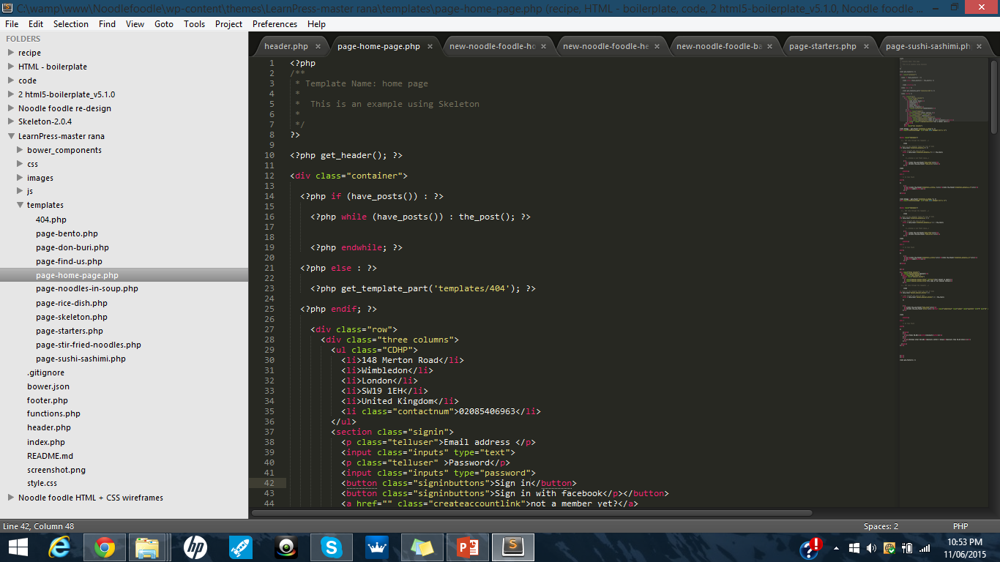 C:\wamp\www\Noodlefoodle\wp-content\themes\LearnPress-master rana\templates\page-home-page.php (recipe, HTML - boilerplate, code, 2 html5-boilerplate_v5.1.0, Noodle foodle ...
File Edit Selection Find View Goto Tools Project Preferences Help
FOLDERS
recipe
HTML - boilerplate
code
2 html5-boilerplate_v5.1.0
Noodle foodle re-design
Skeleton-2.0.4
LearnPress-master rana
bower_components
css
images
js
templates
404.php
page-bento.php
page-don-buri.php
page-find-us.php
page-home-page.php
page-noodles-in-soup.php
page-rice-dish.php
page-skeleton.php
page-starters.php
page-stir-fried-noodles.php
page-sushi-sashimi.php
.gitignore
bower.json
footer.php
functions.php
header.php
index.php
README.md
screenshot.png
style.css
Noodle foodle HTML + CSS wireframes
header.php × page-home-page.php × new-noodle-foodle-ho × new-noodle-foodle-he × new-noodle-foodle-ba × page-starters.php × page-sushi-sashimi.ph ×
1 <?php
2 /**
3  * Template Name: home page
4  *
5  *  This is an example using Skeleton
6  *
7  */
8 ?>
9
10 <?php get_header(); ?>
11
12 <div class="container">
13
14   <?php if (have_posts()) : ?>
15
16     <?php while (have_posts()) : the_post(); ?>
17
18
19     <?php endwhile; ?>
20
21   <?php else : ?>
22
23     <?php get_template_part('templates/404'); ?>
24
25   <?php endif; ?>
26
27     <div class="row">
28       <div class="three columns">
29         <ul class="CDHP">
30           <li>148 Merton Road</li>
31           <li>Wimbledon</li>
32           <li>London</li>
33           <li>SW19 1EH</li>
34           <li>United Kingdom</li>
35           <li class="contactnum">02085406963</li>
36         </ul>
37         <section class="signin">
38           <p class="telluser">Email address </p>
39           <input class="inputs" type="text">
40           <p class="telluser" >Password</p>
41           <input class="inputs" type="password">
42           <button class="signinbuttons">Sign in</button>
43           <button class="signinbuttons">Sign in with facebook</p></button>
44           <a href="" class="createaccountlink">not a member yet?</a>
Line 42, Column 48
Spaces: 2 PHP
10:53 PM
11/06/2015